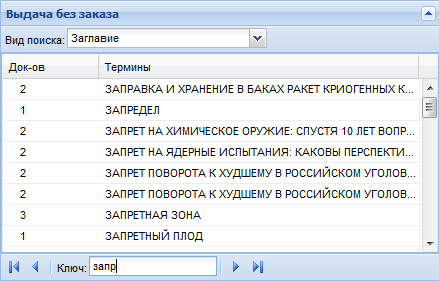 Выдача без заказа
Вид поиска: Заглавие
Док-ов Термины
2 ЗАПРАВКА И ХРАНЕНИЕ В БАКАХ РАКЕТ КРИОГЕННЫХ К...
1 ЗАПРЕДЕЛ
2 ЗАПРЕТ НА ХИМИЧЕСКОЕ ОРУЖИЕ: СПУСТЯ 10 ЛЕТ ВОПР...
2 ЗАПРЕТ НА ЯДЕРНЫЕ ИСПЫТАНИЯ: КАКОВЫ ПЕРСПЕКТИ...
2 ЗАПРЕТ ПОВОРОТА К ХУДШЕМУ В РОССИЙСКОМ УГОЛОВ...
2 ЗАПРЕТ ПОВОРОТА К ХУДШЕМУ В РОССИЙСКОМ УГОЛОВ...
3 ЗАПРЕТНАЯ ЗОНА
1 ЗАПРЕТНЫЙ ПЛОД
Ключ: запр